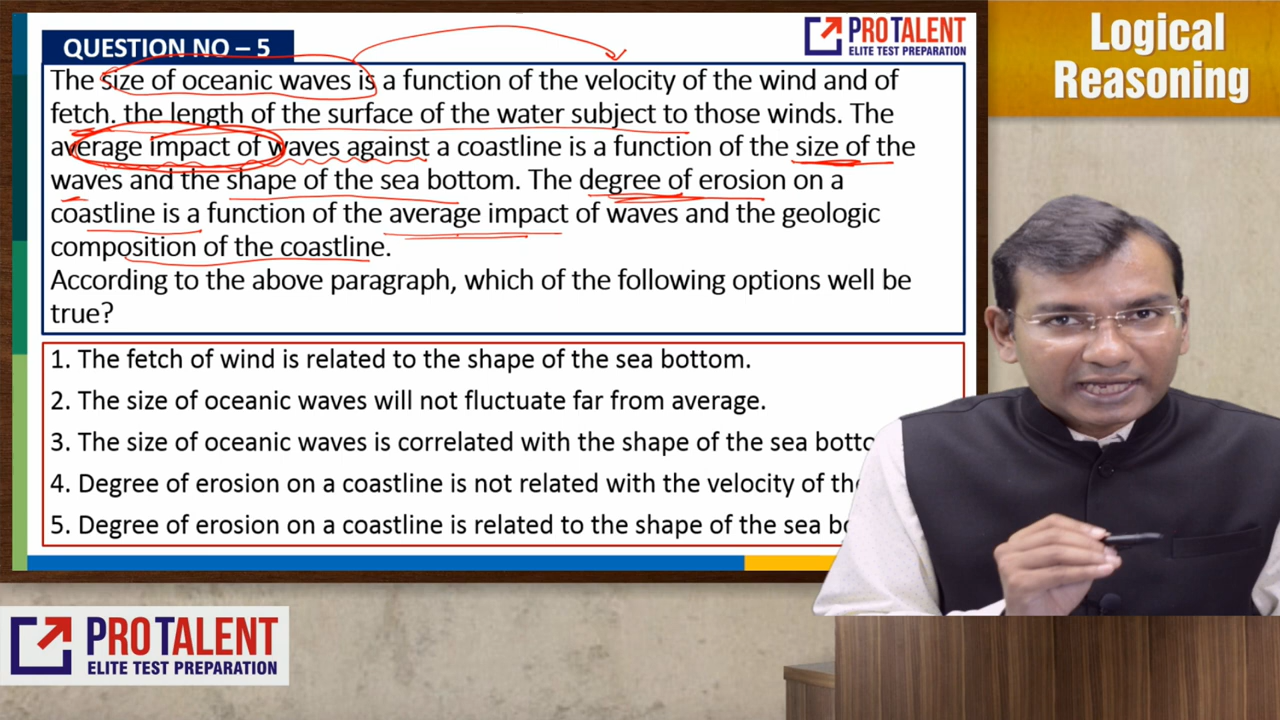 QUESTION NO – 5
PROTALENT
ELITE TEST PREPARATION
Logical
Reasoning
The size of oceanic waves is a function of the velocity of the wind and of
fetch. the length of the surface of the water subject to those winds. The
average impact of waves against a coastline is a function of the size of the
waves and the shape of the sea bottom. The degree of erosion on a
coastline is a function of the average impact of waves and the geologic
composition of the coastline.
According to the above paragraph, which of the following options well be
true?
1. The fetch of wind is related to the shape of the sea bottom.
2. The size of oceanic waves will not fluctuate far from average.
3. The size of oceanic waves is correlated with the shape of the sea
4. Degree of erosion on a coastline is not related with the velocity of
5. Degree of erosion on a coastline is related to the shape of the sea
PROTALENT
ELITE TEST PREPARATION